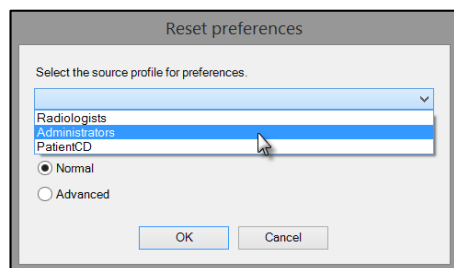 Reset preferences
Select the source profile for preferences.
Radiologists
Administrators
PatientCD
Normal
Advanced
OK Cancel